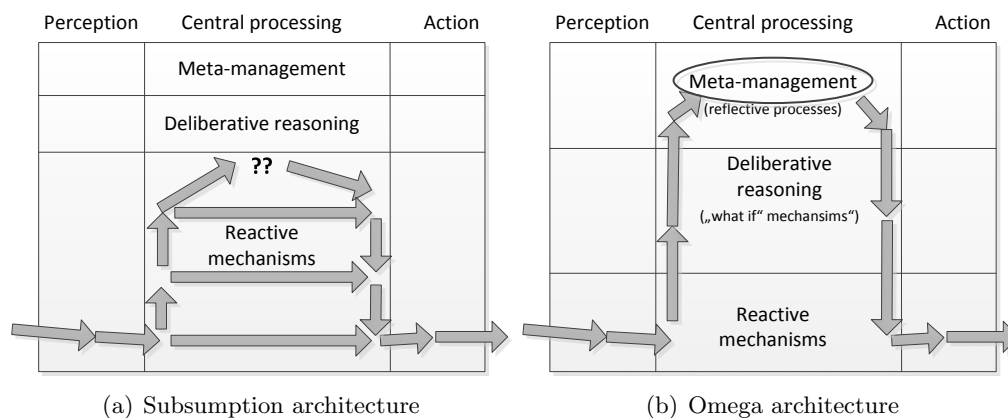 Perception Central processing Action
Meta-management
Deliberative reasoning
??
Reactive
mechanisms
(a) Subsumption architecture
Perception Central processing Action
Meta-management
(reflective processes)
Deliberative
reasoning
(„what if“ mechansims“)
Reactive
mechanisms
(b) Omega architecture